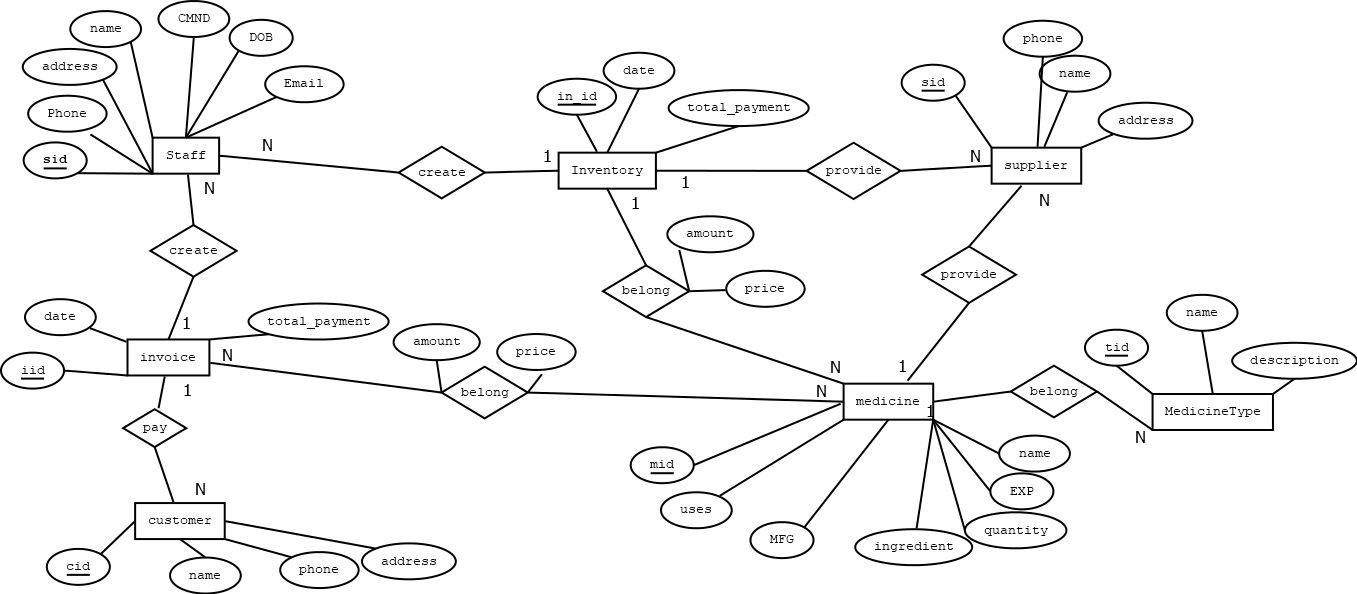 CMND
name
DOB
phone
address
date
name
Email
sid
in_id
total_payment
Phone
address
N
sid
Staff
1
N
Inventory
supplier
create
provide
1
N
N
1
amount
create
provide
belong
price
date
name
total_payment
1
amount
tid
price
invoice
N
description
iid
N
1
1
pay
belong
N
medicine
belong
MedicineType
1
N
name
mid
N
EXP
uses
customer
quantity
MFG
ingredient
cid
name
phone
address